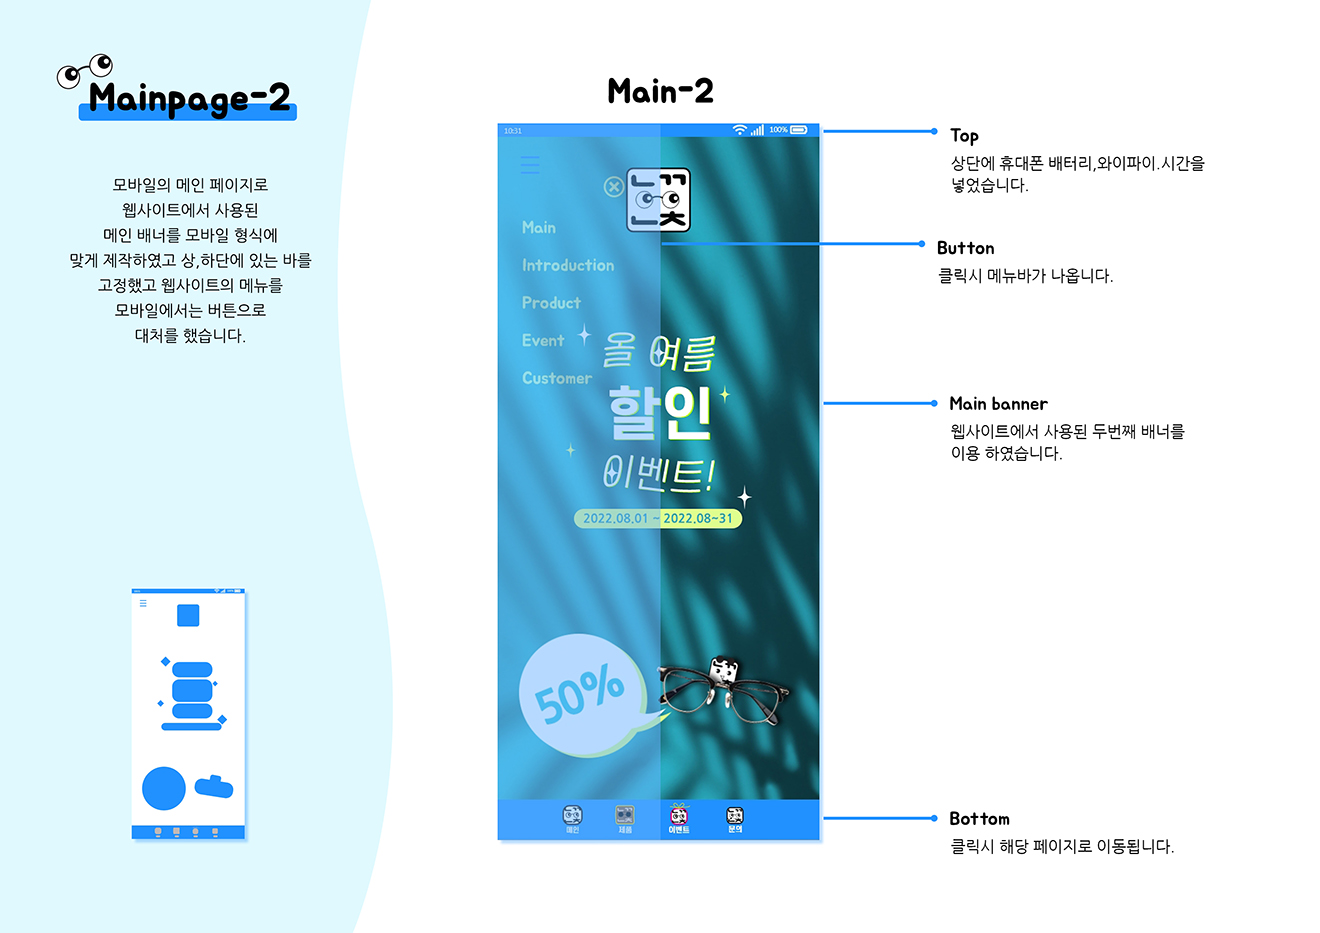 Mainpage-2
모바일의 메인 페이지로
웹사이트에서 사용된
메인 배너를 모바일 형식에
맞게 제작하였고 상,하단에 있는 바를
고정했고 웹사이트의 메뉴를
모바일에서는 버튼으로
대처를 했습니다.
Main-2
10:31
100%
눈꽃
Main
Introduction
Product
Event
Customer
올 여름
할인
이벤트!
2022.08.01 ~ 2022.08~31
50%
메인
제품
이벤트
문의
Top
상단에 휴대폰 배터리,와이파이.시간을
넣었습니다.
Button
클릭시 메뉴바가 나옵니다.
Main banner
웹사이트에서 사용된 두번째 배너를
이용 하였습니다.
Bottom
클릭시 해당 페이지로 이동됩니다.